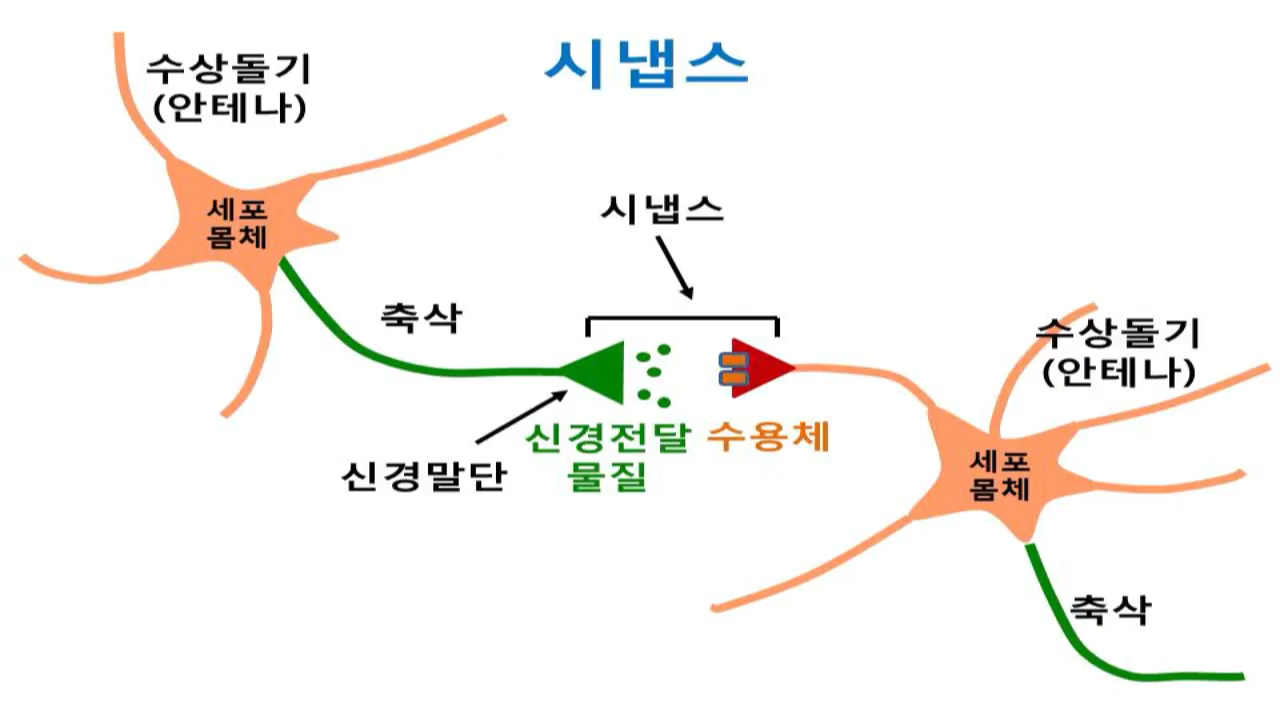 시냅스
수상돌기
(안테나)
세포
몸체
시냅스
축삭
수상돌기
(안테나)
신경전달
물질
수용체
신경말단
세포
몸체
축삭